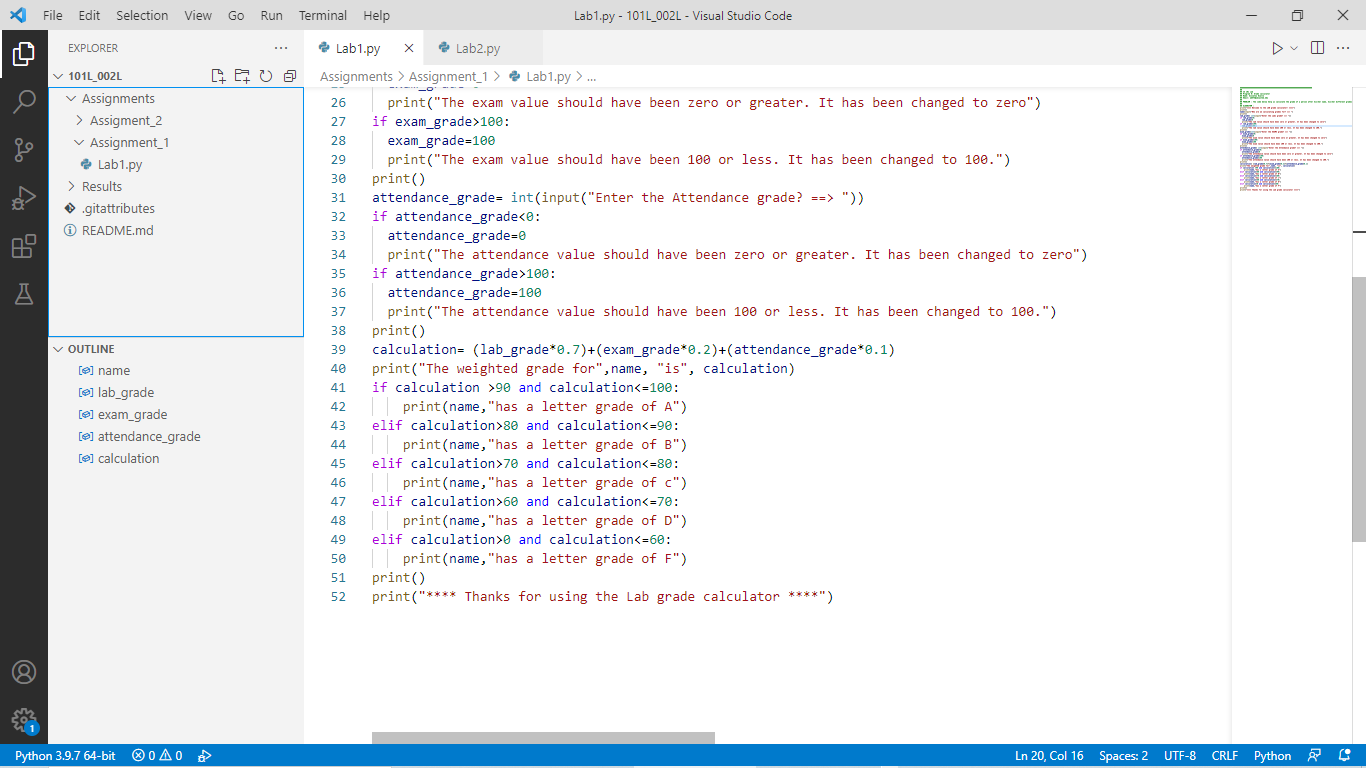 File Edit Selection View Go Run Terminal Help Lab1.py - 101L_002L - Visual Studio Code
EXPLORER
101L_002L
Assignments
Assigment_2
Assignment_1
Lab1.py
Results
.gitattributes
README.md
OUTLINE
name
lab_grade
exam_grade
attendance_grade
calculation
1
Lab1.py Lab2.py
Assignments > Assignment_1 > Lab1.py > ...
26 print("The exam value should have been zero or greater. It has been changed to zero")
27 if exam_grade>100:
28 exam_grade=100
29 print("The exam value should have been 100 or less. It has been changed to 100.")
30 print()
31 attendance_grade= int(input("Enter the Attendance grade? ==> "))
32 if attendance_grade<0:
33 attendance_grade=0
34 print("The attendance value should have been zero or greater. It has been changed to zero")
35 if attendance_grade>100:
36 attendance_grade=100
37 print("The attendance value should have been 100 or less. It has been changed to 100.")
38 print()
39 calculation= (lab_grade*0.7)+(exam_grade*0.2)+(attendance_grade*0.1)
40 print("The weighted grade for",name, "is", calculation)
41 if calculation >90 and calculation<=100:
42 print(name,"has a letter grade of A")
43 elif calculation>80 and calculation<=90:
44 print(name,"has a letter grade of B")
45 elif calculation>70 and calculation<=80:
46 print(name,"has a letter grade of c")
47 elif calculation>60 and calculation<=70:
48 print(name,"has a letter grade of D")
49 elif calculation>0 and calculation<=60:
50 print(name,"has a letter grade of F")
51 print()
52 print("**** Thanks for using the Lab grade calculator ****")
Python 3.9.7 64-bit 0 0 Ln 20, Col 16 Spaces: 2 UTF-8 CRLF Python